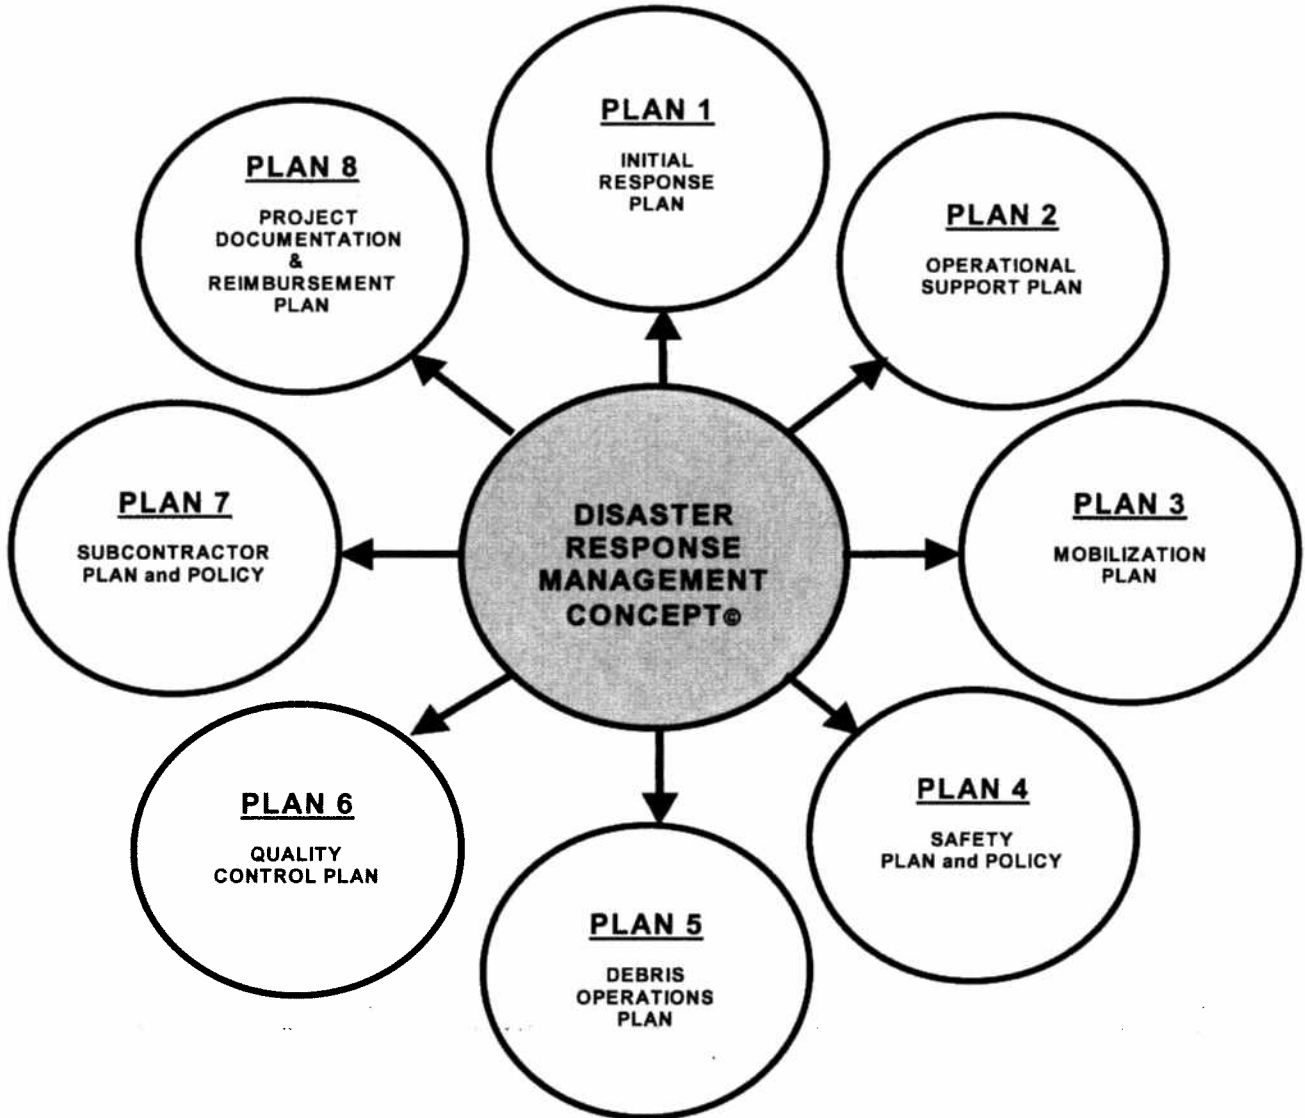 PLAN 1
INITIAL
RESPONSE
PLAN
PLAN 2
OPERATIONAL
SUPPORT PLAN
PLAN 3
MOBILIZATION
PLAN
PLAN 4
SAFETY
PLAN and POLICY
PLAN 5
DEBRIS
OPERATIONS
PLAN
PLAN 6
QUALITY
CONTROL PLAN
PLAN 7
SUBCONTRACTOR
PLAN and POLICY
PLAN 8
PROJECT
DOCUMENTATION
&
REIMBURSEMENT
PLAN
DISASTER
RESPONSE
MANAGEMENT
CONCEPT©